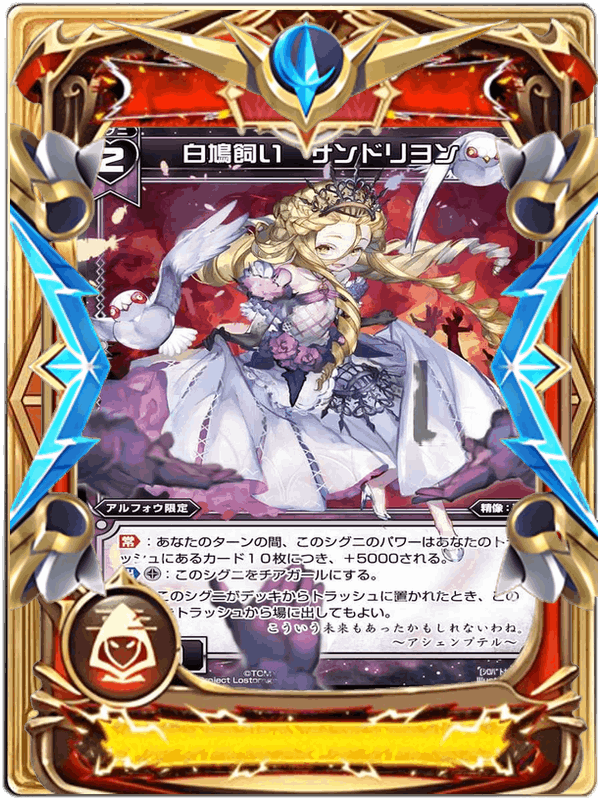 2
白鳩飼い サンドリヨン
アルフォウ限定
精像:
常:あなたのターンの間、このシグニのパワーはあなたのト
ッシュにあるカード10枚につき、+5000される。
:このシグニをチアガールにする。
このシグニがデッキからトラッシュに置かれたとき、この
トラッシュから場に出してもよい。
こういう未来もあったかもしれないわね。
~アシェンプテル~
©TOM
roject Lostor